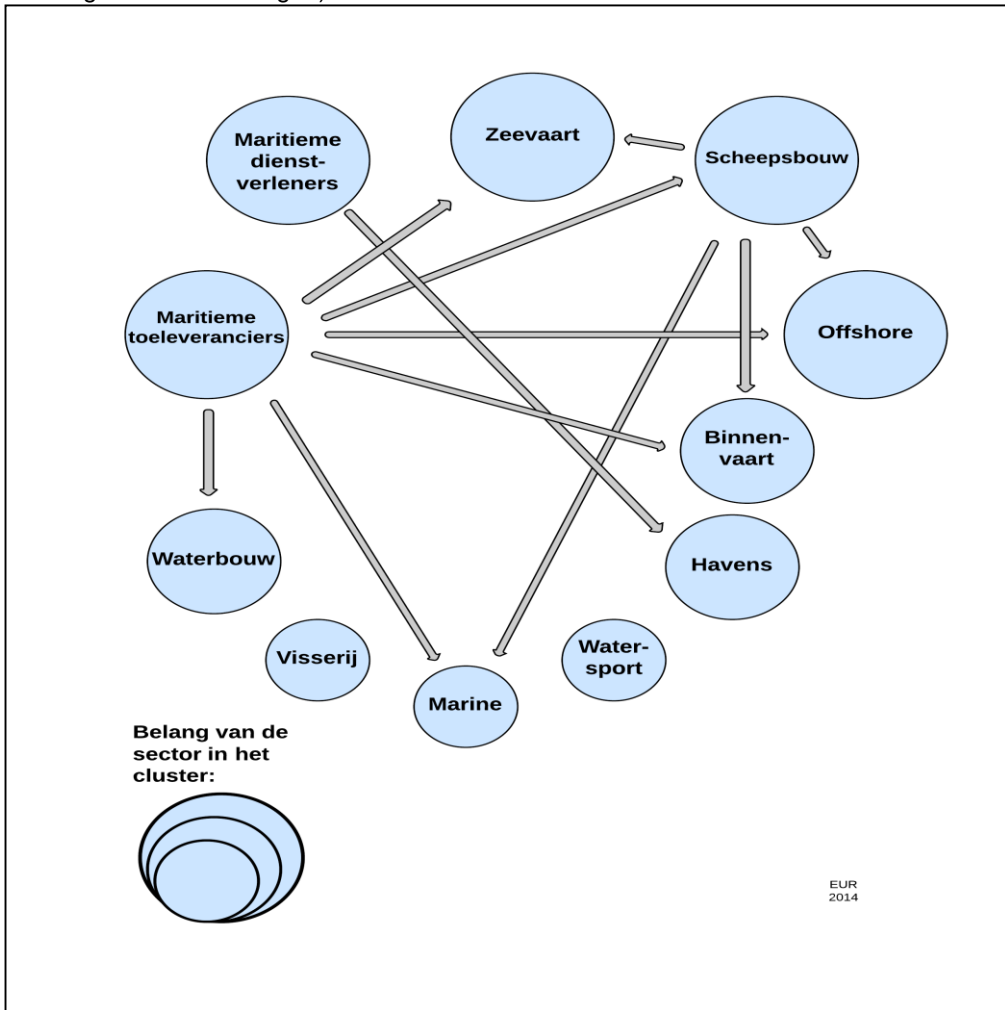 Zeevaart
Maritieme
dienst-
verleners
Scheepsbouw
Maritieme
toeleveranciers
Offshore
Binnen-
vaart
Waterbouw
Havens
Visserij
Water-
sport
Marine
Belang van de
sector in het
cluster:
EUR
2014